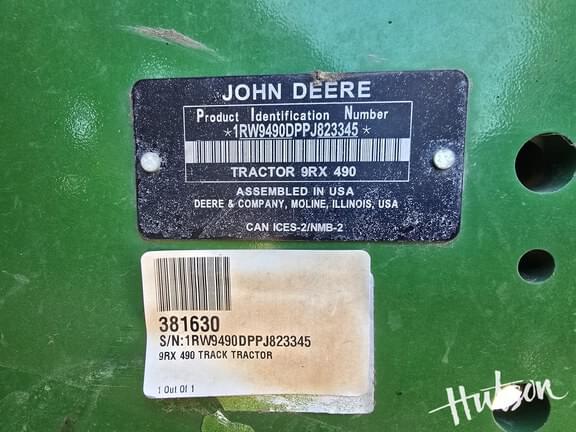 JOHN DEERE
Product Identification Number
*1RW9490DPPJ823345*
TRACTOR 9RX 490
ASSEMBLED IN USA
DEERE & COMPANY, MOLINE, ILLINOIS, USA
CAN ICES-2/NMB-2
381630
S/N:1RW9490DPPJ823345
9RX 490 TRACK TRACTOR
1 Out Of 1
Hutson